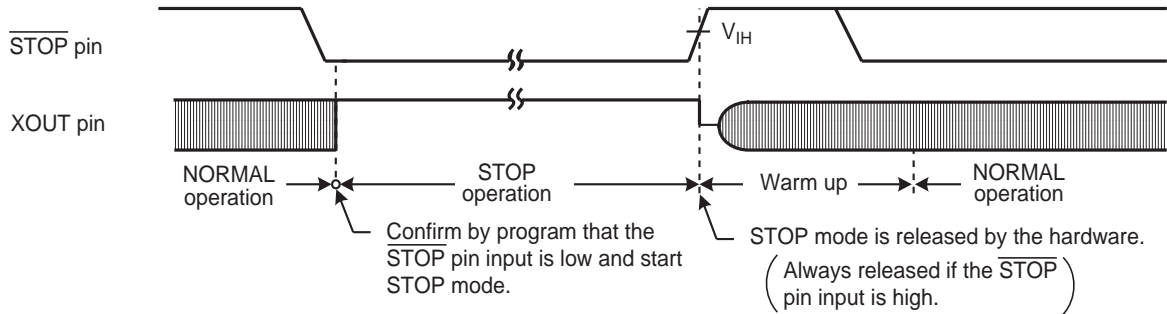 STOP pin
VIH
XOUT pin
NORMAL
operation
STOP
operation
Warm up
NORMAL
operation
Confirm by program that the
STOP pin input is low and start
STOP mode.
STOP mode is released by the hardware.
( Always released if the STOP
pin input is high. )